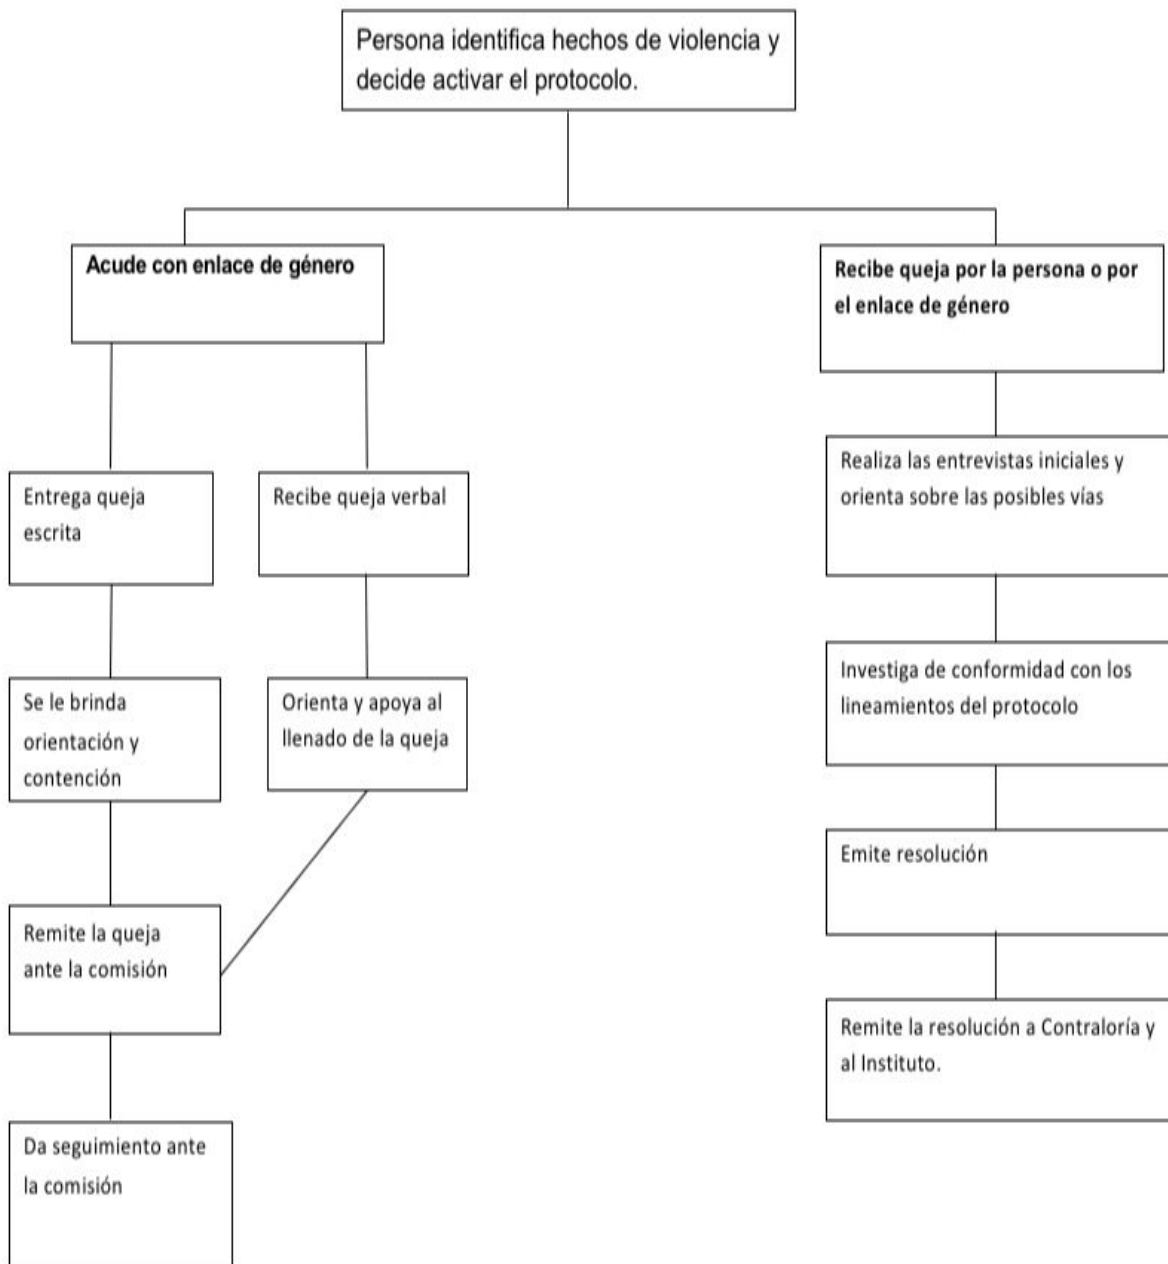 Persona identifica hechos de violencia y
decide activar el protocolo.
Acude con enlace de género
Recibe queja por la persona o por
el enlace de género
Entrega queja
escrita
Recibe queja verbal
Realiza las entrevistas iniciales y
orienta sobre las posibles vías
Se le brinda
orientación y
contención
Orienta y apoya al
llenado de la queja
Investiga de conformidad con los
lineamientos del protocolo
Remite la queja
ante la comisión
Emite resolución
Remite la resolución a Contraloría y
al Instituto.
Da seguimiento ante
la comisión